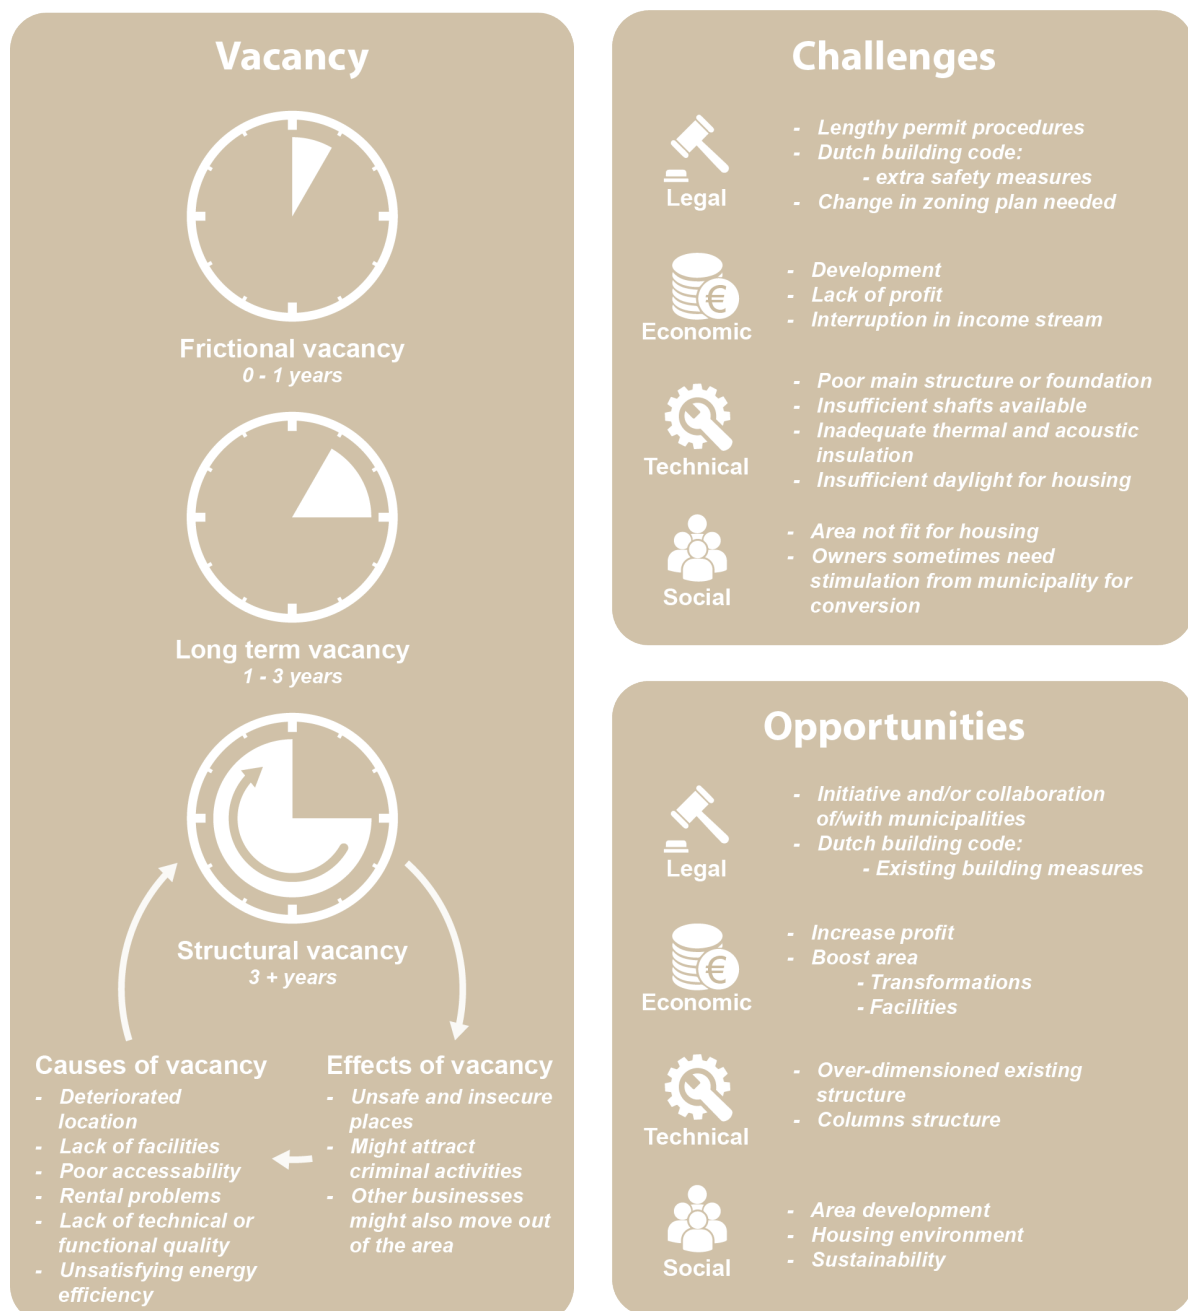 Vacancy
Frictional vacancy
0 - 1 years
Long term vacancy
1 - 3 years
Structural vacancy
3 + years
Causes of vacancy
- Deteriorated
location
- Lack of facilities
- Poor accessability
- Rental problems
- Lack of technical or
functional quality
- Unsatisfying energy
efficiency
Effects of vacancy
- Unsafe and insecure
places
- Might attract
criminal activities
- Other businesses
might also move out
of the area
Challenges
Legal
- Lengthy permit procedures
- Dutch building code:
- extra safety measures
- Change in zoning plan needed
€
Economic
- Development
- Lack of profit
- Interruption in income stream
Technical
- Poor main structure or foundation
- Insufficient shafts available
- Inadequate thermal and acoustic
insulation
- Insufficient daylight for housing
Social
- Area not fit for housing
- Owners sometimes need
stimulation from municipality for
conversion
Opportunities
Legal
- Initiative and/or collaboration
of/with municipalities
- Dutch building code:
- Existing building measures
€
Economic
- Increase profit
- Boost area
- Transformations
- Facilities
Technical
- Over-dimensioned existing
structure
- Columns structure
Social
- Area development
- Housing environment
- Sustainability